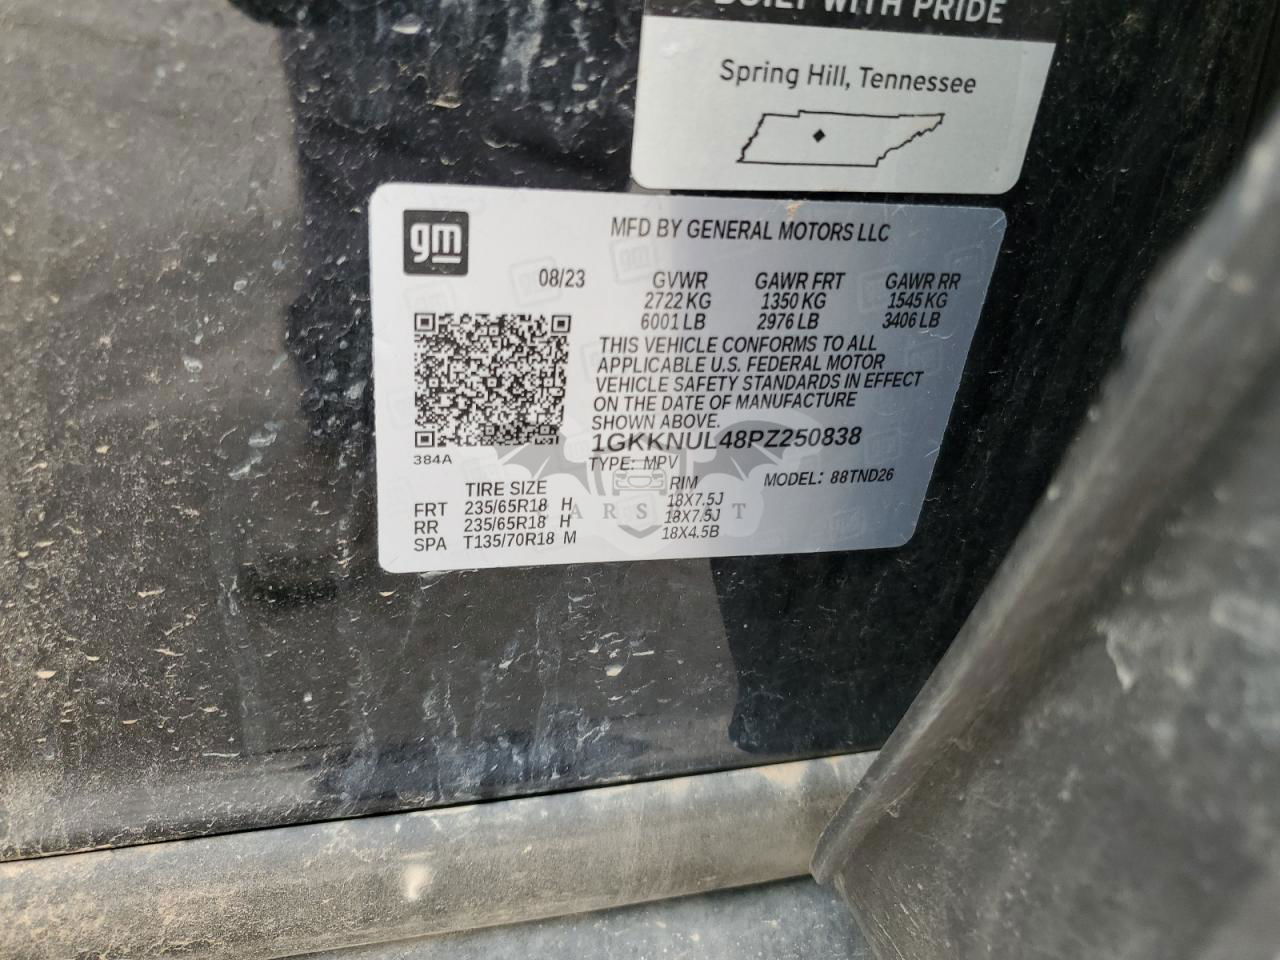 BUILT WITH PRIDE
Spring Hill, Tennessee
gm
MFD BY GENERAL MOTORS LLC
08/23 GVWR GAWR FRT GAWR RR
2722 KG 1350 KG 1545 KG
6001 LB 2976 LB 3406 LB
THIS VEHICLE CONFORMS TO ALL
APPLICABLE U.S. FEDERAL MOTOR
VEHICLE SAFETY STANDARDS IN EFFECT
ON THE DATE OF MANUFACTURE
SHOWN ABOVE.
1GKKNUL48PZ250838
384A
TYPE: MPV MODEL: 88TND26
TIRE SIZE RIM
FRT 235/65R18 H 18X7.5J
RR 235/65R18 H 18X7.5J
SPA T135/70R18 M 18X4.5B